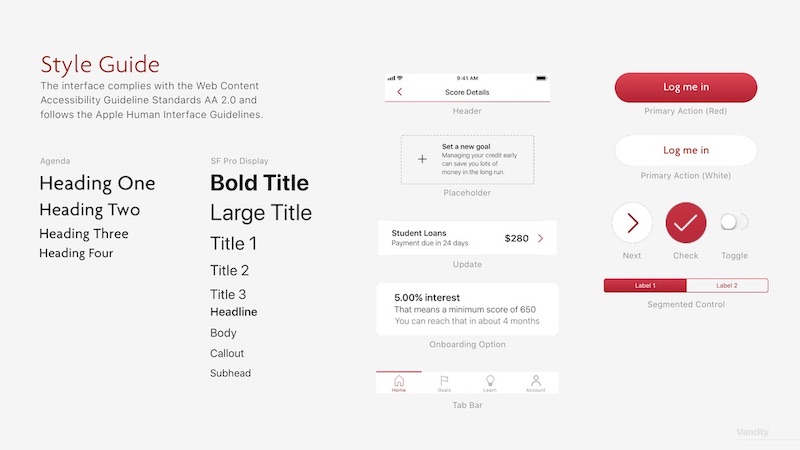 Style Guide
The interface complies with the Web Content
Accessibility Guideline Standards AA 2.0 and
follows the Apple Human Interface Guidelines.
Agenda
Heading One
Heading Two
Heading Three
Heading Four
SF Pro Display
Bold Title
Large Title
Title 1
Title 2
Title 3
Headline
Body
Callout
Subhead
9:41 AM
Score Details
Header
Set a new goal
Managing your credit early
can save you lots of
money in the long run.
Placeholder
Student Loans
Payment due in 24 days
$280
Update
5.00% interest
That means a minimum score of 650
You can reach that in about 4 months
Onboarding Option
Home
Goals
Learn
Account
Tab Bar
Log me in
Primary Action (Red)
Log me in
Primary Action (White)
Next
Check
Toggle
Label 1
Label 2
Segmented Control
Vancity